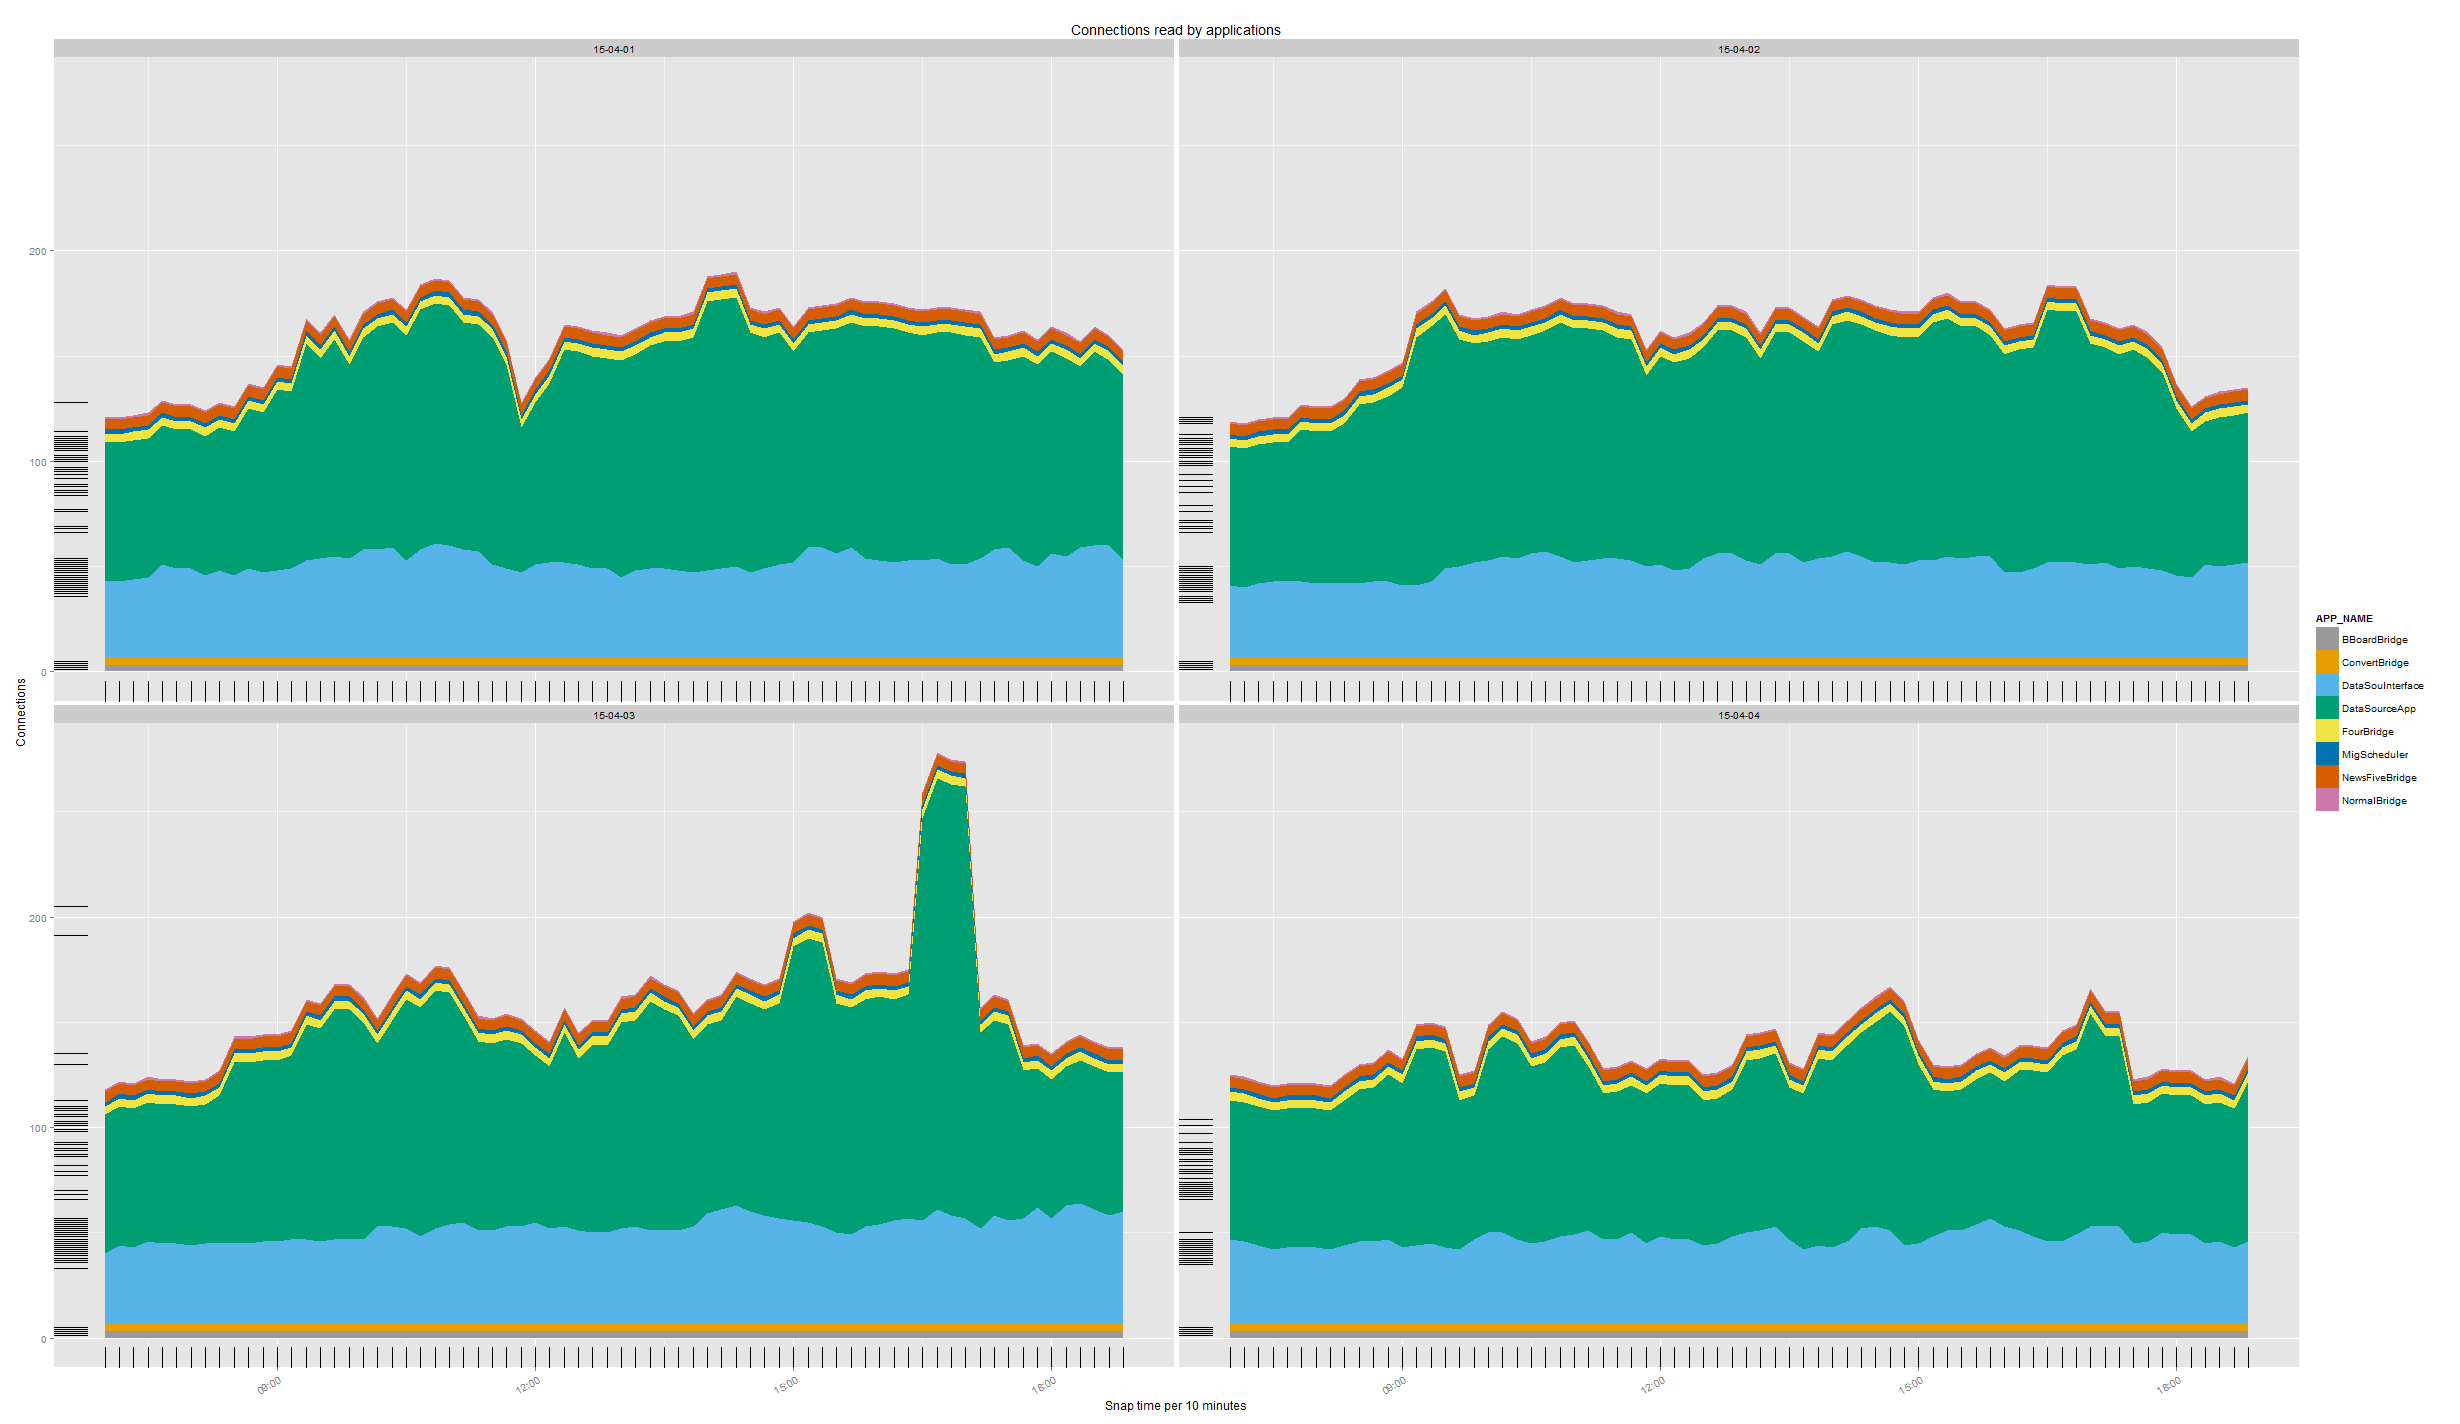 Connections read by applications
15-04-01
15-04-02
200
100
0
Connections
15-04-03
15-04-04
200
100
0
09:00
12:00
15:00
18:00
09:00
12:00
15:00
18:00
Snap time per 10 minutes
APP_NAME
BBoardBridge
ConvertBridge
DataSouInterface
DataSourceApp
FourBridge
MigScheduler
NewsFiveBridge
NormalBridge